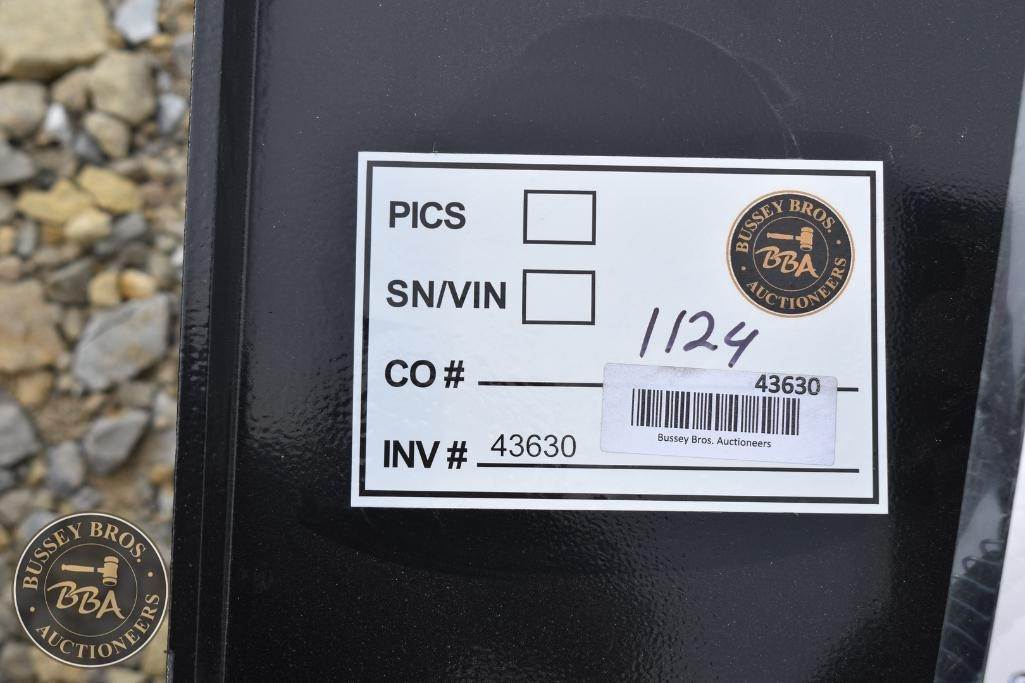 PICS
SN/VIN
1124
CO #
43630
Bussey Bros. Auctioneers
INV # 43630
BUSSEY BROS.
BBA
AUCTIONEERS
BUSSEY BROS.
BBA
AUCTIONEERS